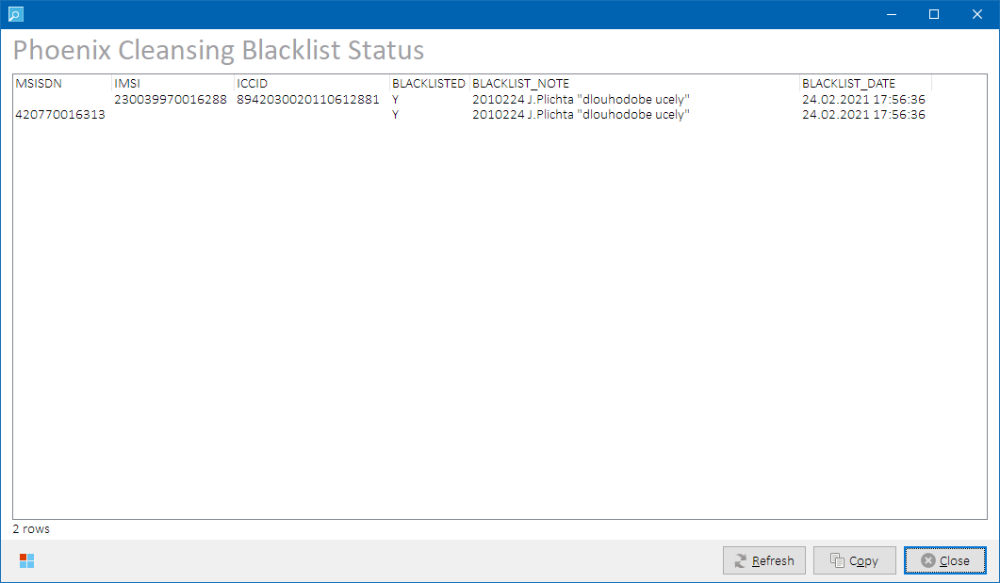 Phoenix Cleansing Blacklist Status
MSISDN IMSI ICCID BLACKLISTED BLACKLIST_NOTE BLACKLIST_DATE
230039970016288 8942030020110612881 Y 2010224 J.Plichta "dlouhodobe ucely" 24.02.2021 17:56:36
420770016313 Y 2010224 J.Plichta "dlouhodobe ucely" 24.02.2021 17:56:36
2 rows
Refresh Copy Close